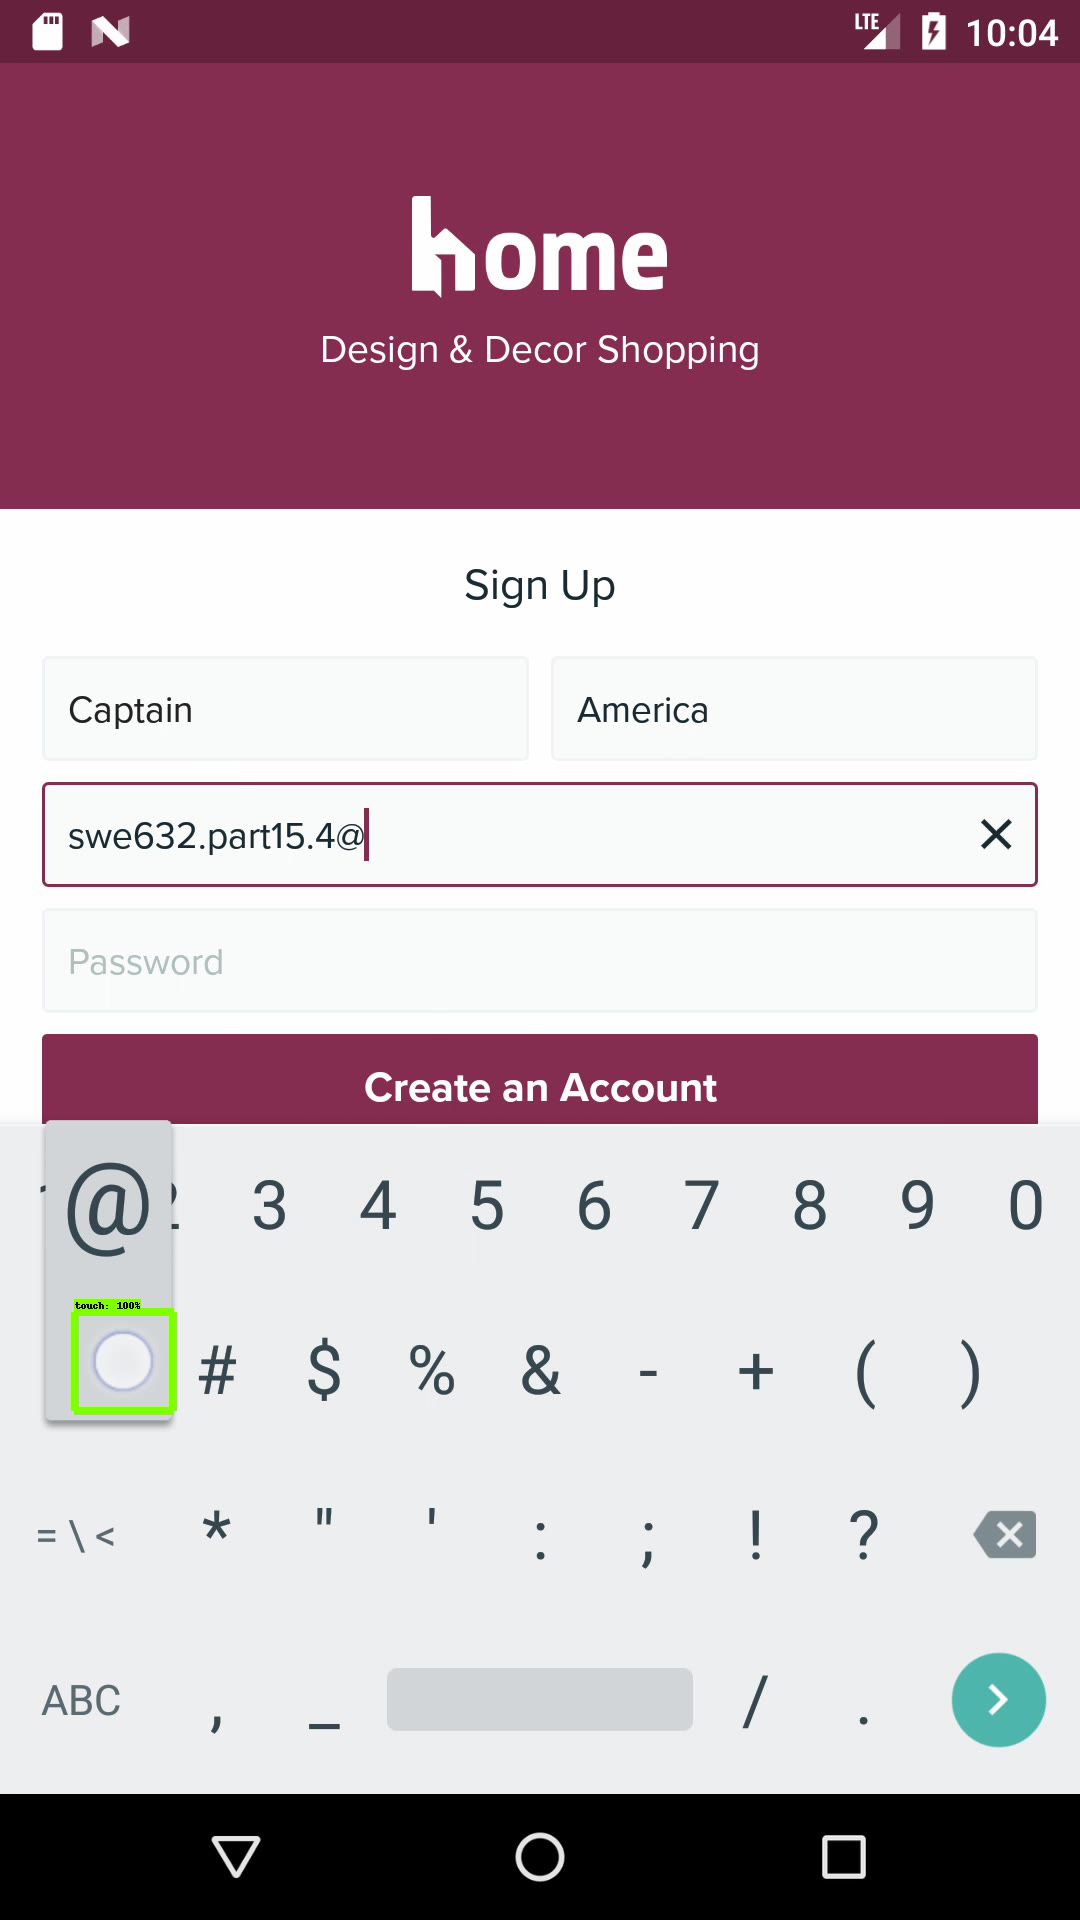 LTE 10:04
home
Design & Decor Shopping
Sign Up
Captain America
swe632.part15.4@
Password
Create an Account
@ 3 4 5 6 7 8 9 0
touch: 100%
# $ % & - + ( )
= \ < * " ' : ; ! ?
ABC , _ / .